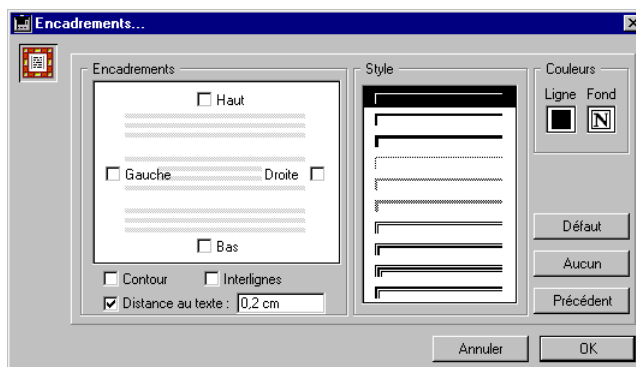 Encadrements...
Encadrements
Haut
Gauche
Droite
Bas
Contour
Interlignes
Distance au texte :
0,2 cm
Style
Couleurs
Ligne
Fond
N
Défaut
Aucun
Précédent
Annuler
OK